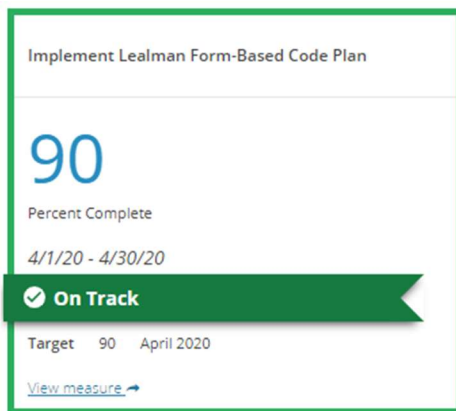 Implement Lealman Form-Based Code Plan
90
Percent Complete
4/1/20 - 4/30/20
On Track
Target 90 April 2020
View measure